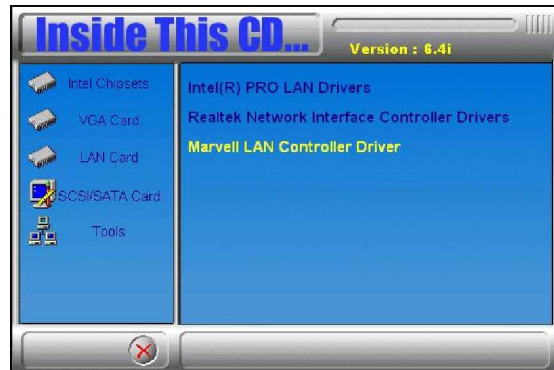 Inside This CD...
Version : 6.4i
Intel Chipsets
VGA Card
LAN Card
SCSI/SATA Card
Tools
Intel(R) PRO LAN Drivers
Realtek Network Interface Controller Drivers
Marvell LAN Controller Driver